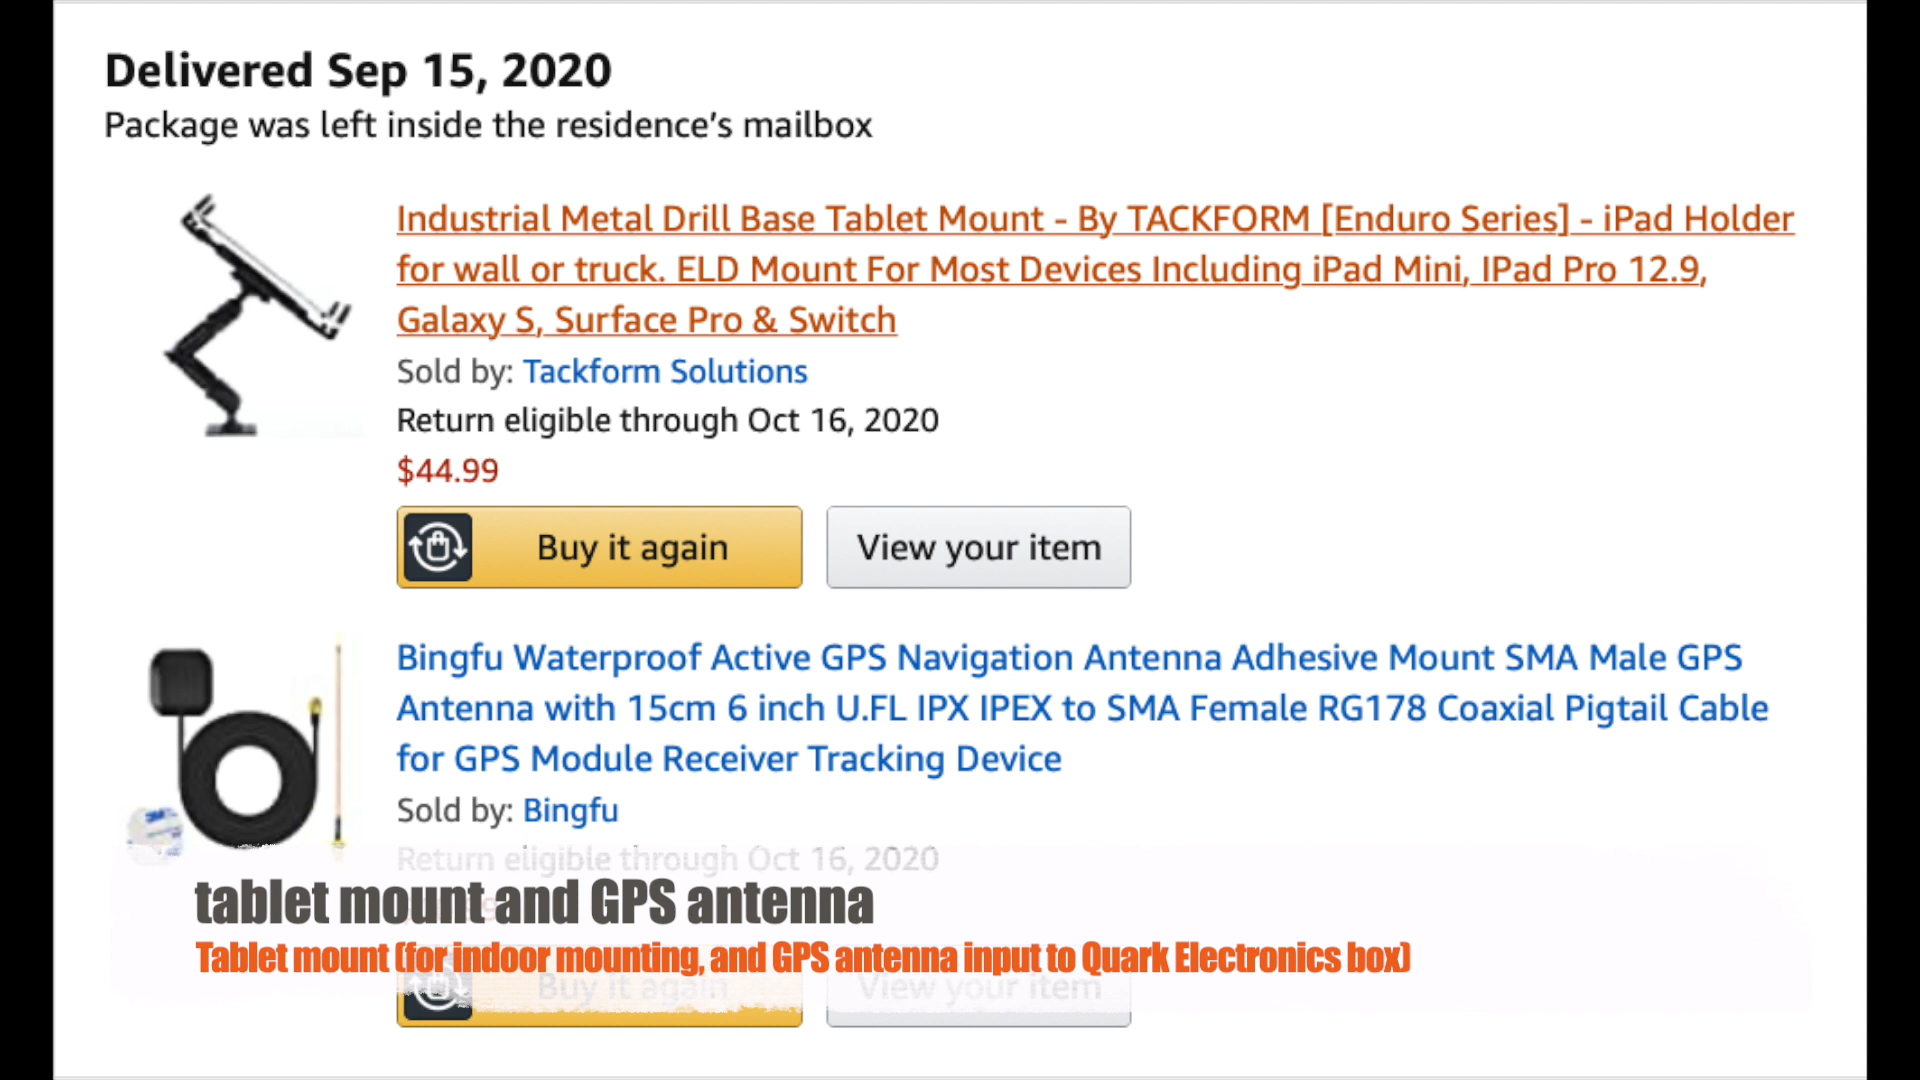 Delivered Sep 15, 2020
Package was left inside the residence's mailbox
Industrial Metal Drill Base Tablet Mount - By TACKFORM [Enduro Series] - iPad Holder
for wall or truck. ELD Mount For Most Devices Including iPad Mini, IPad Pro 12.9,
Galaxy S, Surface Pro & Switch
Sold by: Tackform Solutions
Return eligible through Oct 16, 2020
$44.99
Buy it again
View your item
Bingfu Waterproof Active GPS Navigation Antenna Adhesive Mount SMA Male GPS
Antenna with 15cm 6 inch U.FL IPX IPEX to SMA Female RG178 Coaxial Pigtail Cable
for GPS Module Receiver Tracking Device
Sold by: Bingfu
Return eligible through Oct 16, 2020
tablet mount and GPS antenna
Tablet mount (for indoor mounting, and GPS antenna input to Quark Electronics box)
Buy it again
View your item